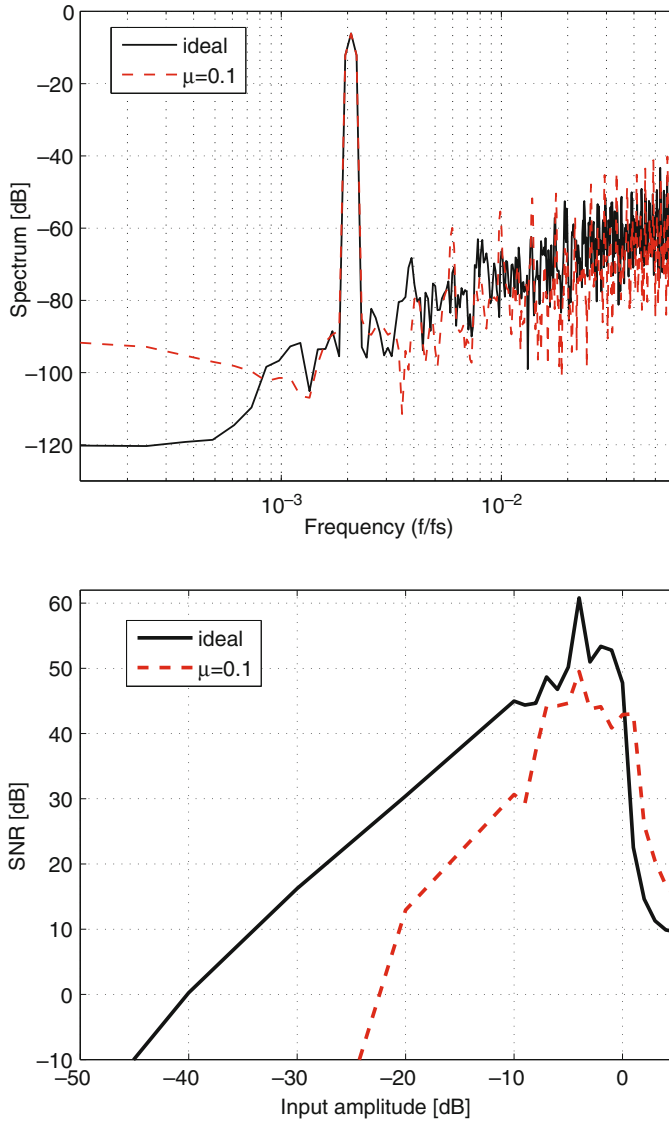 0
−20
−40
−60
−80
−100
−120
Spectrum [dB]
ideal
μ=0.1
10⁻³
10⁻²
Frequency (f/fs)
60
50
40
30
20
10
0
−10
SNR [dB]
ideal
μ=0.1
−50
−40
−30
−20
−10
0
Input amplitude [dB]